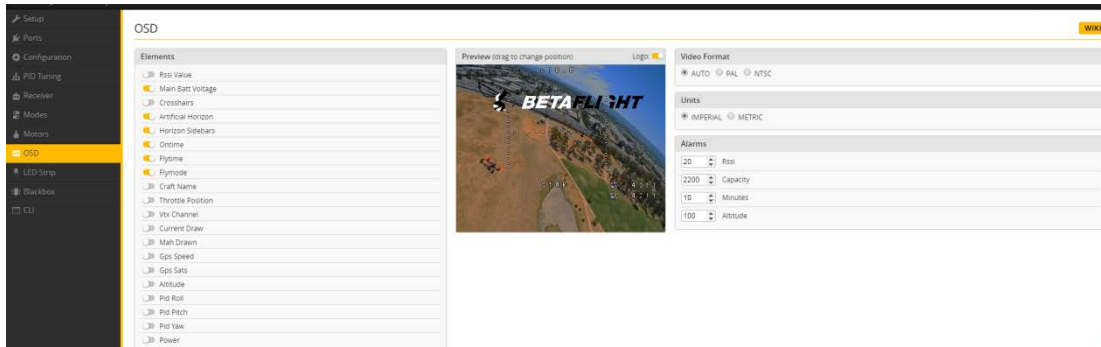 Setup
Ports
Configuration
PID Tuning
Receiver
Modes
Motors
OSD
LED Strip
Blackbox
CLI
OSD
WIKI
Elements
Rssi Value
Main Batt Voltage
Crosshairs
Artificial Horizon
Horizon Sidebars
Ontime
Flytime
Flymode
Craft Name
Throttle Position
Vtx Channel
Current Draw
Mah Drawn
Gps Speed
Gps Sats
Altitude
Pid Roll
Pid Pitch
Pid Yaw
Power
Preview (drag to change position) Logo:
BETAFLIGHT
STAB
Video Format
AUTO PAL NTSC
Units
IMPERIAL METRIC
Alarms
20 Rssi
2200 Capacity
10 Minutes
100 Altitude